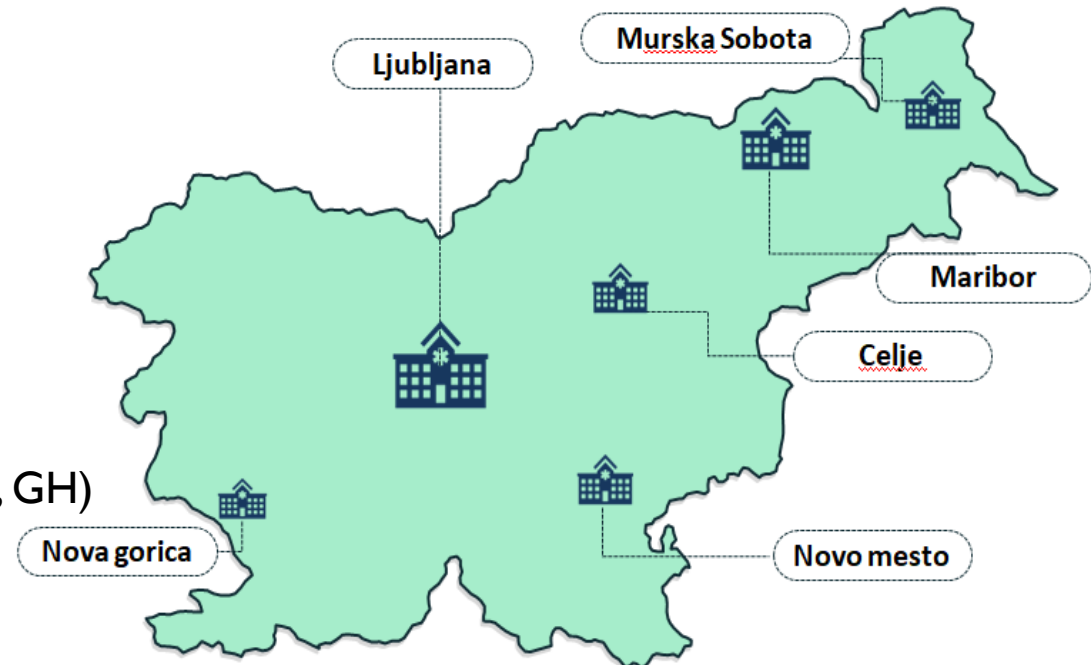 Murska Sobota
Ljubljana
Maribor
Celje
GH)
Nova gorica
Novo mesto